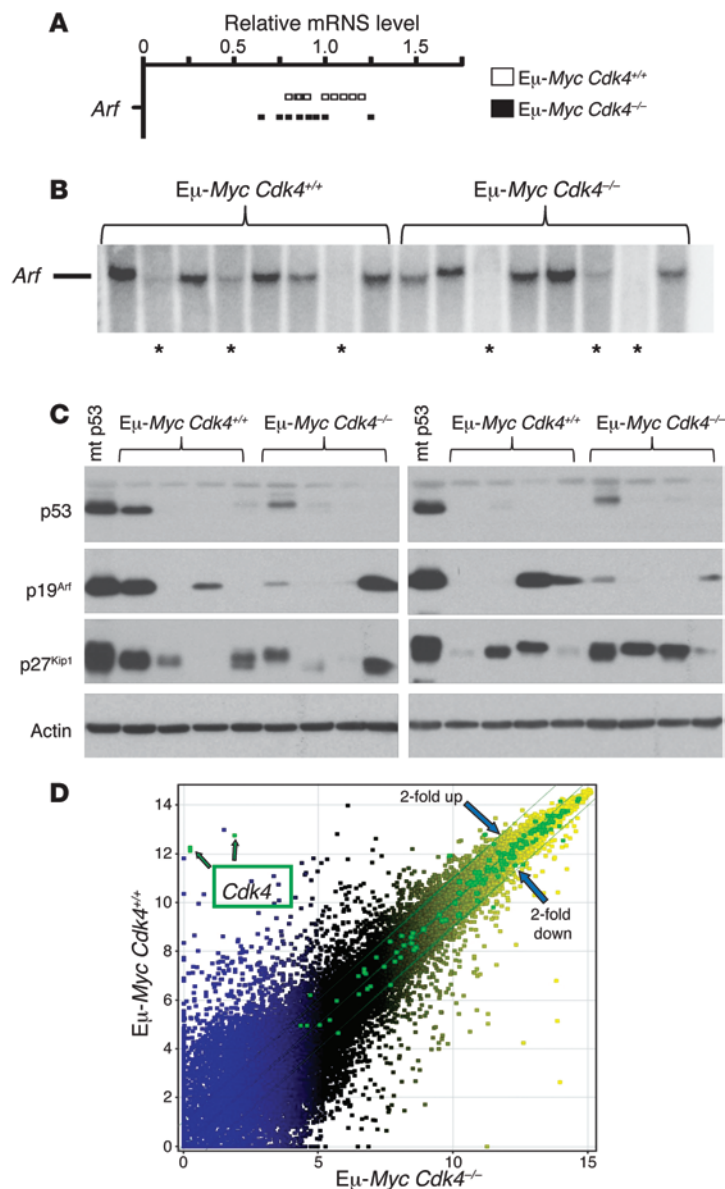 A
Relative mRNS level
0 0.5 1.0 1.5
Arf
Eμ-Myc Cdk4+/+
Eμ-Myc Cdk4−/−
B
Eμ-Myc Cdk4+/+ Eμ-Myc Cdk4−/−
Arf
* * * * * *
C
mt p53 Eμ-Myc Cdk4+/+ Eμ-Myc Cdk4−/− mt p53 Eμ-Myc Cdk4+/+ Eμ-Myc Cdk4−/−
p53
p19Arf
p27Kip1
Actin
D
14
12
10
8
6
4
2
0
Eμ-Myc Cdk4+/+
2-fold up
Cdk4
2-fold
down
0 5 10 15
Eμ-Myc Cdk4−/−